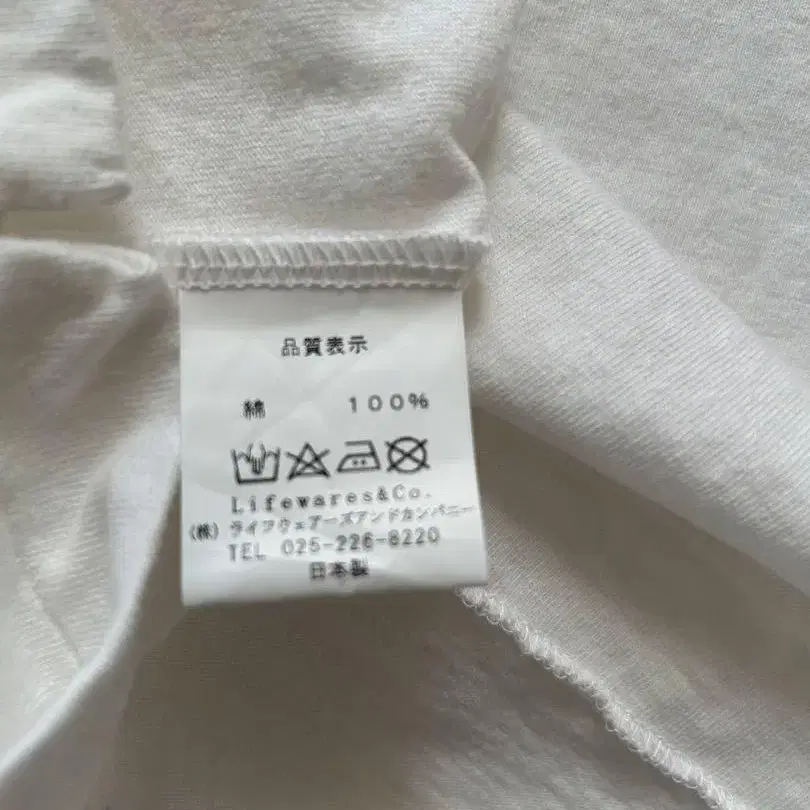 品質表示
綿 100%
Lifewares&Co.
(株)ライフウェアーズアンドカンパニー
TEL 025-226-8220
日本製